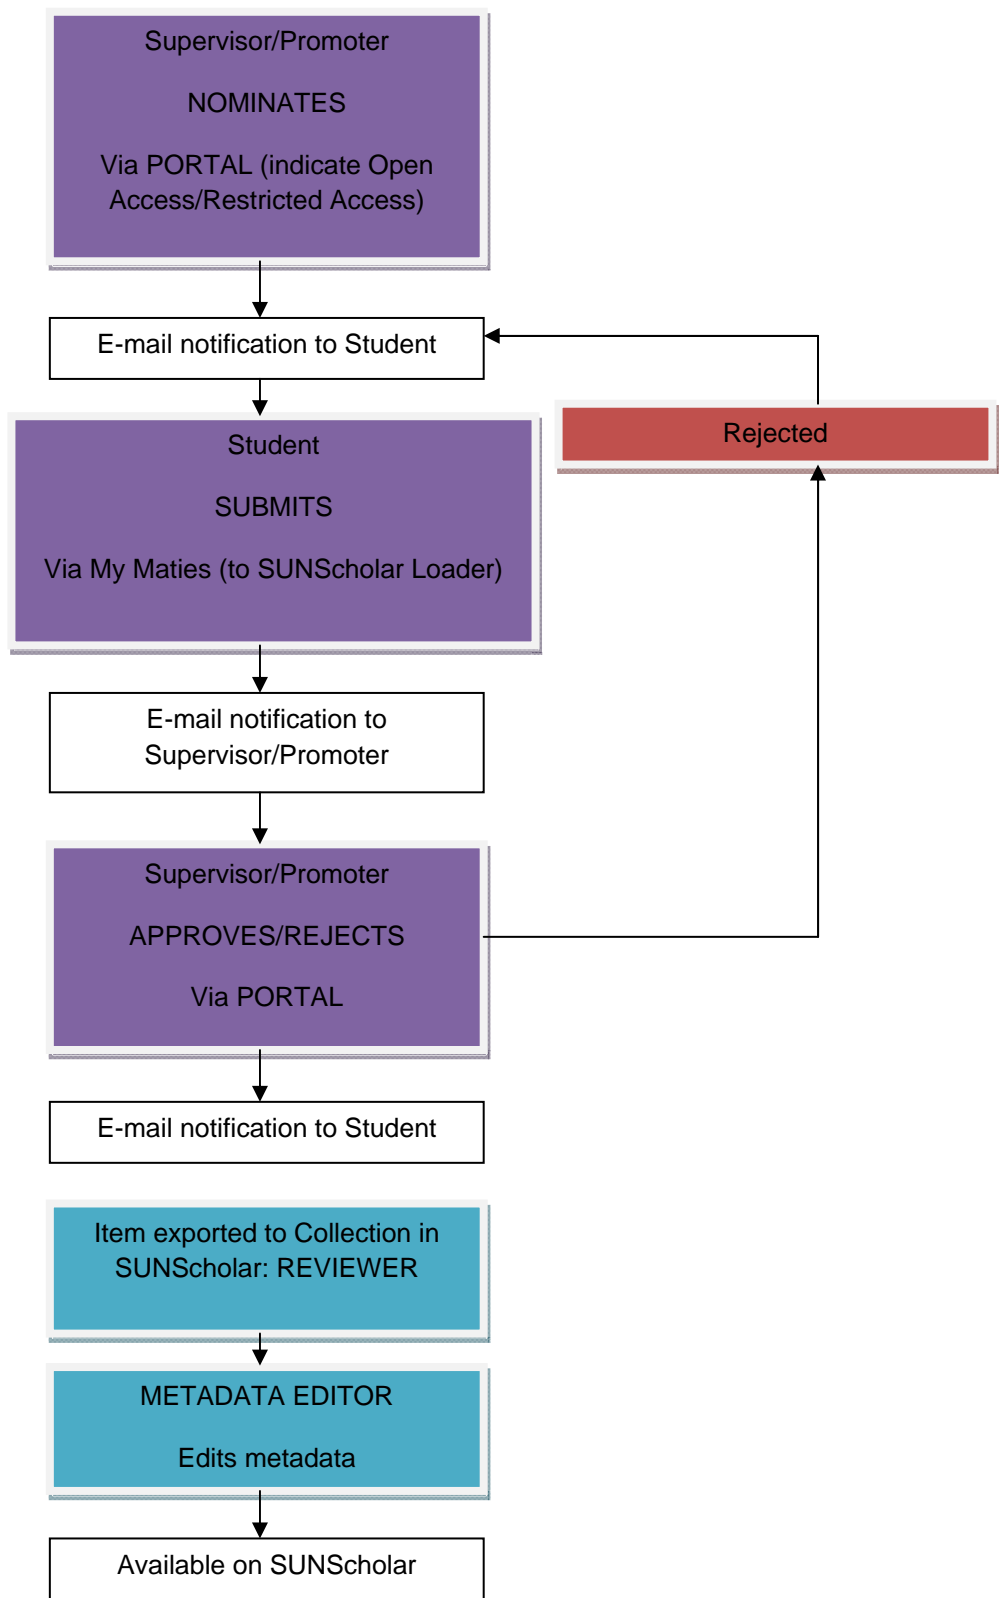 Supervisor/Promoter
NOMINATES
Via PORTAL (indicate Open
Access/Restricted Access)
E-mail notification to Student
Rejected
Student
SUBMITS
Via My Maties (to SUNScholar Loader)
E-mail notification to
Supervisor/Promoter
Supervisor/Promoter
APPROVES/REJECTS
Via PORTAL
E-mail notification to Student
Item exported to Collection in
SUNScholar: REVIEWER
METADATA EDITOR
Edits metadata
Available on SUNScholar